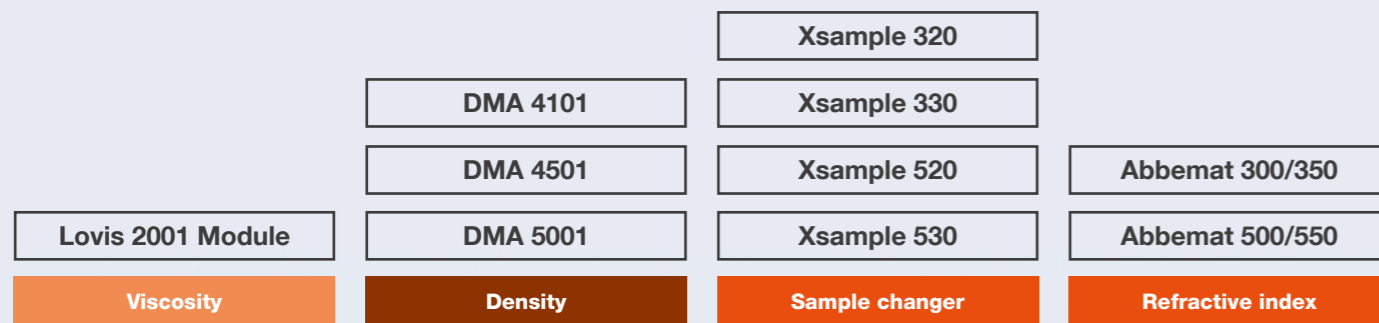 Xsample 320
DMA 4101
Xsample 330
DMA 4501
Xsample 520
Abbemat 300/350
Lovis 2001 Module
DMA 5001
Xsample 530
Abbemat 500/550
Viscosity
Density
Sample changer
Refractive index